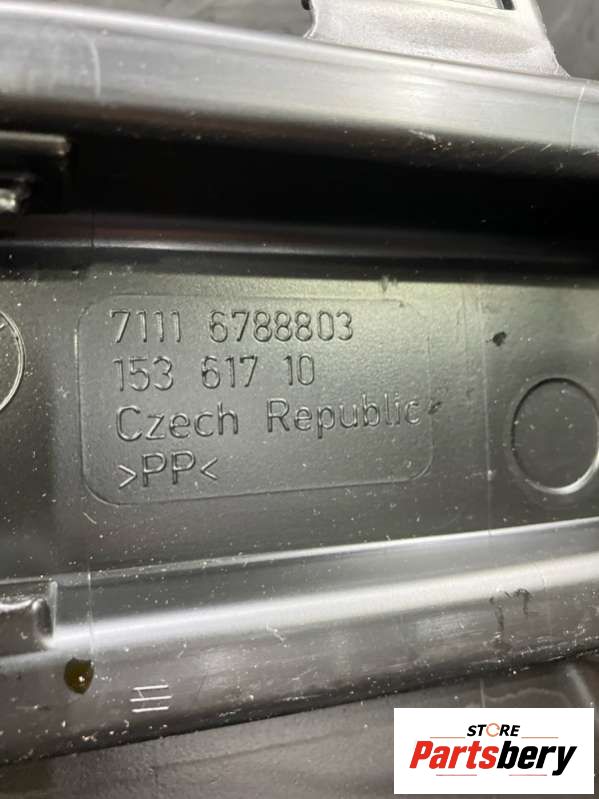 7111 6788803
153 617 10
Czech Republic
>PP<
STORE
Partsbery